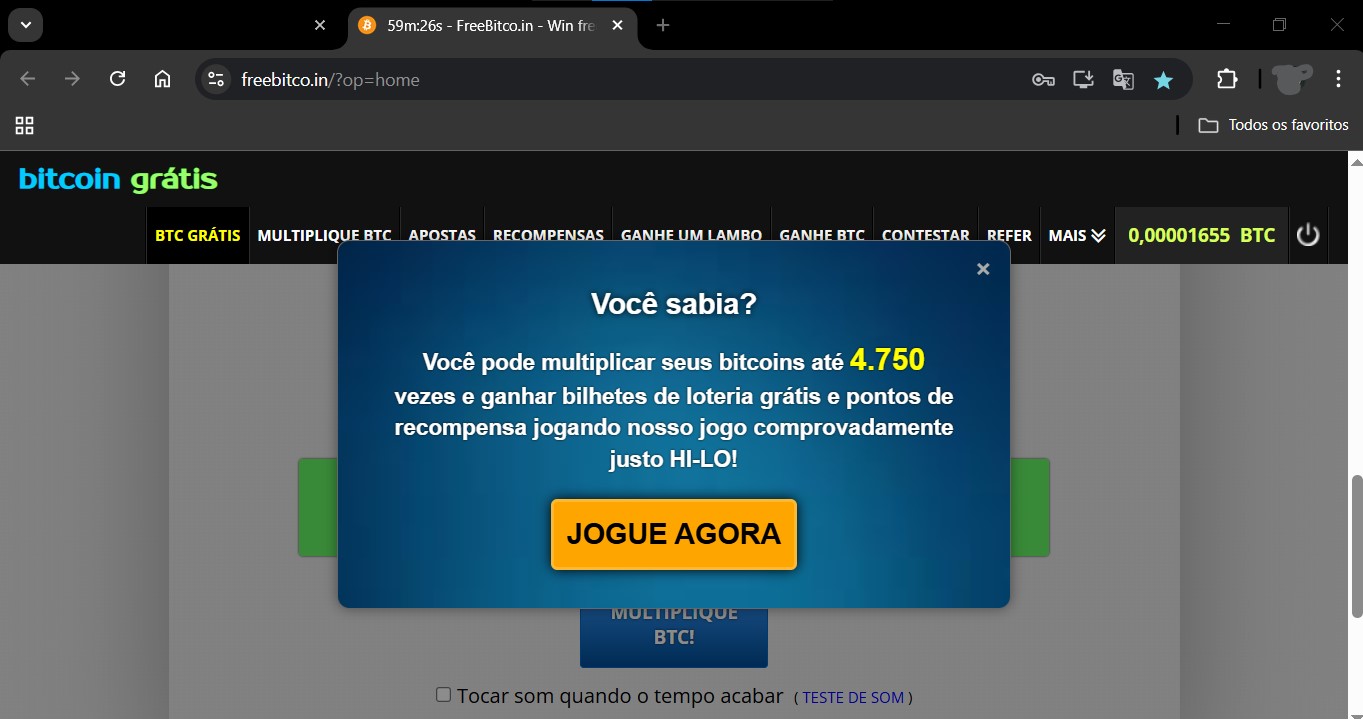 59m:26s - FreeBitco.in - Win fre
freebitco.in/?op=home
Todos os favoritos
bitcoin grátis
BTC GRÁTIS MULTIPLIQUE BTC APOSTAS RECOMPENSAS GANHE UM LAMBO GANHE BTC CONTESTAR REFER MAIS 0,00001655 BTC
Você sabia?
Você pode multiplicar seus bitcoins até 4.750
vezes e ganhar bilhetes de loteria grátis e pontos de
recompensa jogando nosso jogo comprovadamente
justo HI-LO!
JOGUE AGORA
MULTIPLIQUE
BTC!
Tocar som quando o tempo acabar ( TESTE DE SOM )